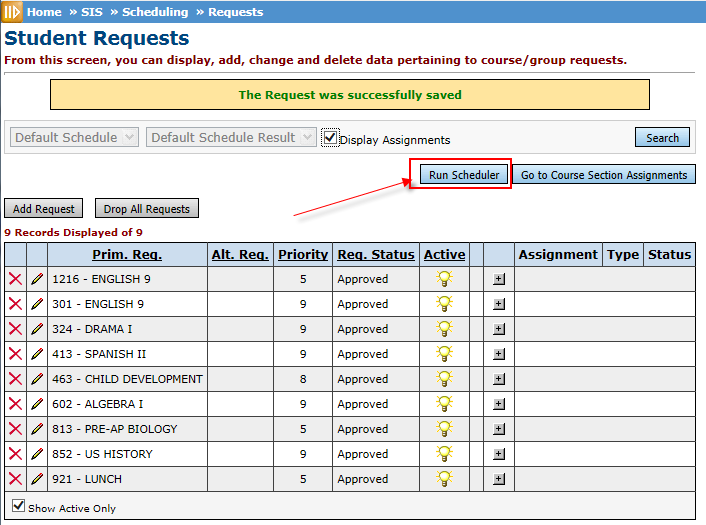 Home » SIS » Scheduling » Requests
Student Requests
From this screen, you can display, add, change and delete data pertaining to course/group requests.
The Request was successfully saved
Default Schedule Default Schedule Result Display Assignments Search
Run Scheduler Go to Course Section Assignments
Add Request Drop All Requests
9 Records Displayed of 9
Prim. Req. Alt. Req. Priority Req. Status Active Assignment Type Status
1216 - ENGLISH 9 5 Approved
301 - ENGLISH 9 9 Approved
324 - DRAMA I 9 Approved
413 - SPANISH II 9 Approved
463 - CHILD DEVELOPMENT 8 Approved
602 - ALGEBRA I 9 Approved
813 - PRE-AP BIOLOGY 5 Approved
852 - US HISTORY 9 Approved
921 - LUNCH 5 Approved
Show Active Only